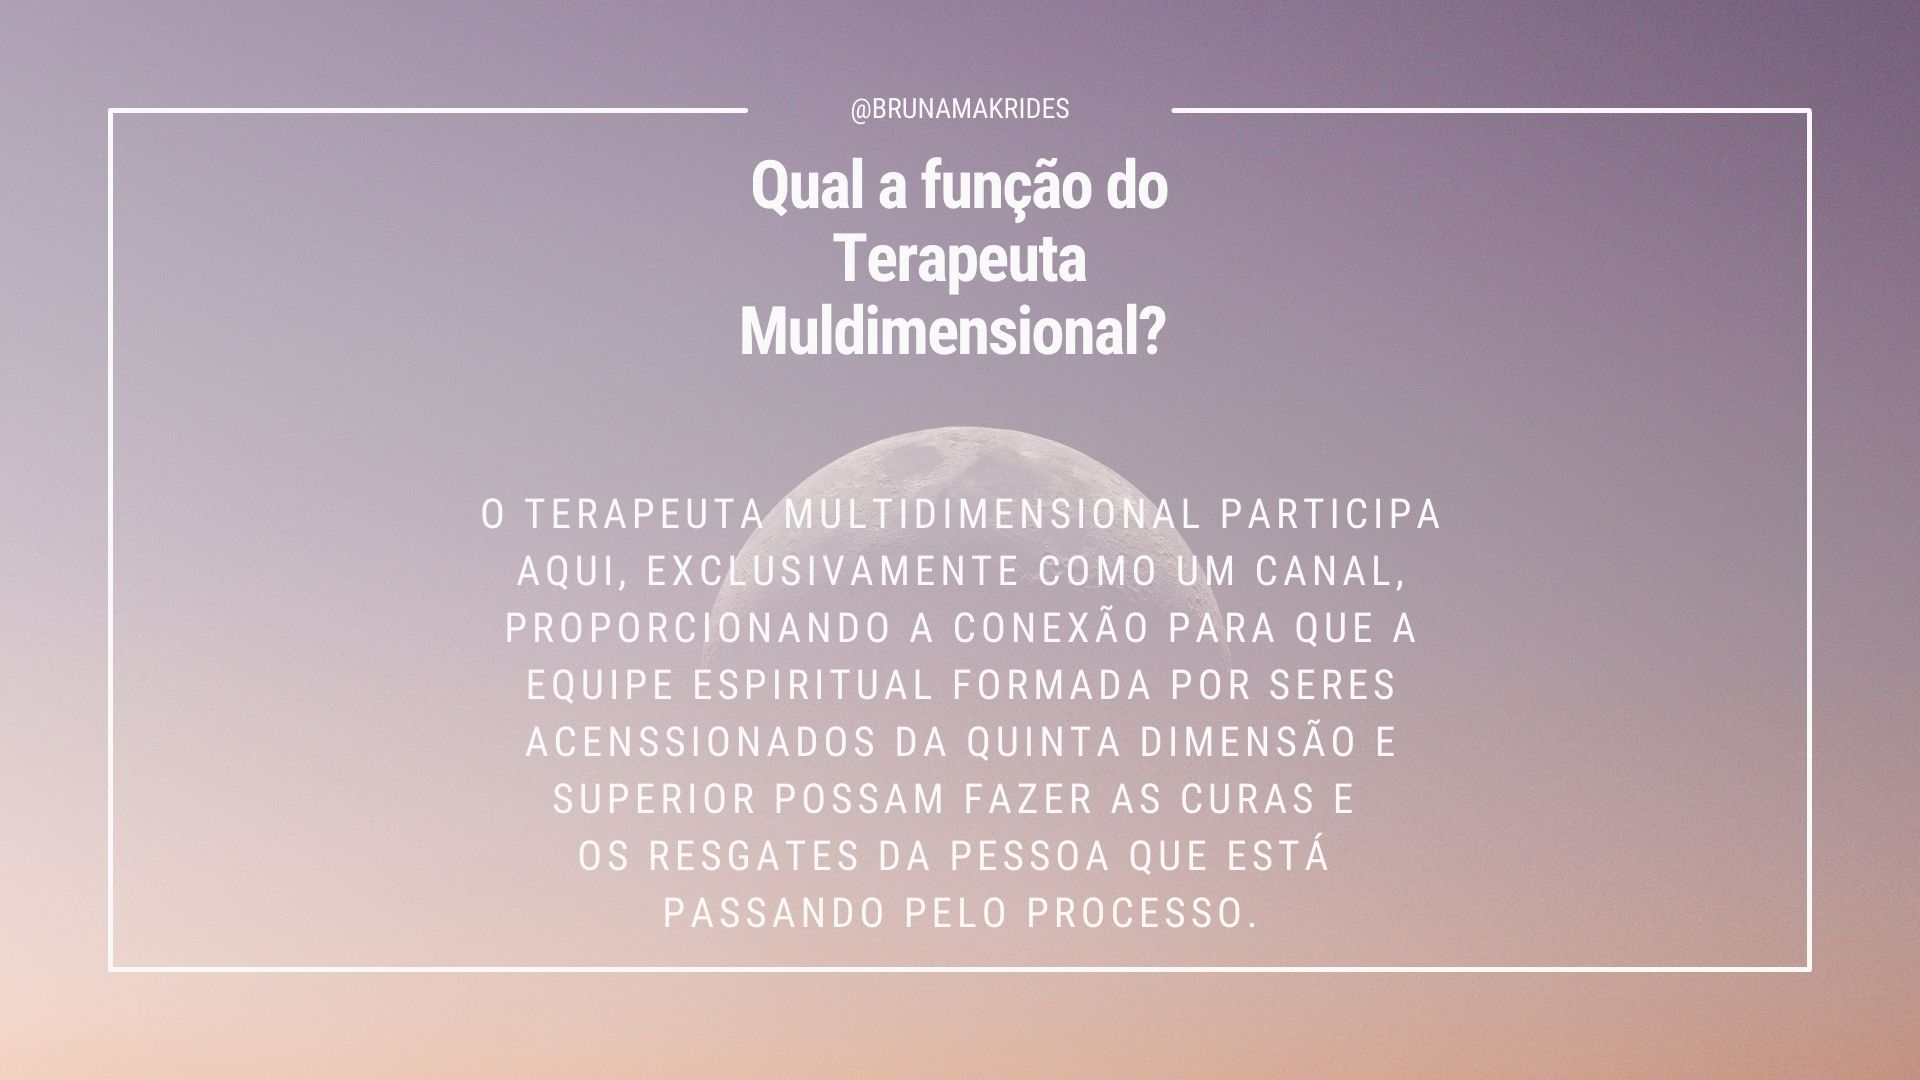 @BRUNAMAKRIDES
Qual a função do
Terapeuta
Muldimensional?
O TERAPEUTA MULTIDIMENSIONAL PARTICIPA
AQUI, EXCLUSIVAMENTE COMO UM CANAL,
PROPORCIONANDO A CONEXÃO PARA QUE A
EQUIPE ESPIRITUAL FORMADA POR SERES
ACENSSIONADOS DA QUINTA DIMENSÃO E
SUPERIOR POSSAM FAZER AS CURAS E
OS RESGATES DA PESSOA QUE ESTÁ
PASSANDO PELO PROCESSO.